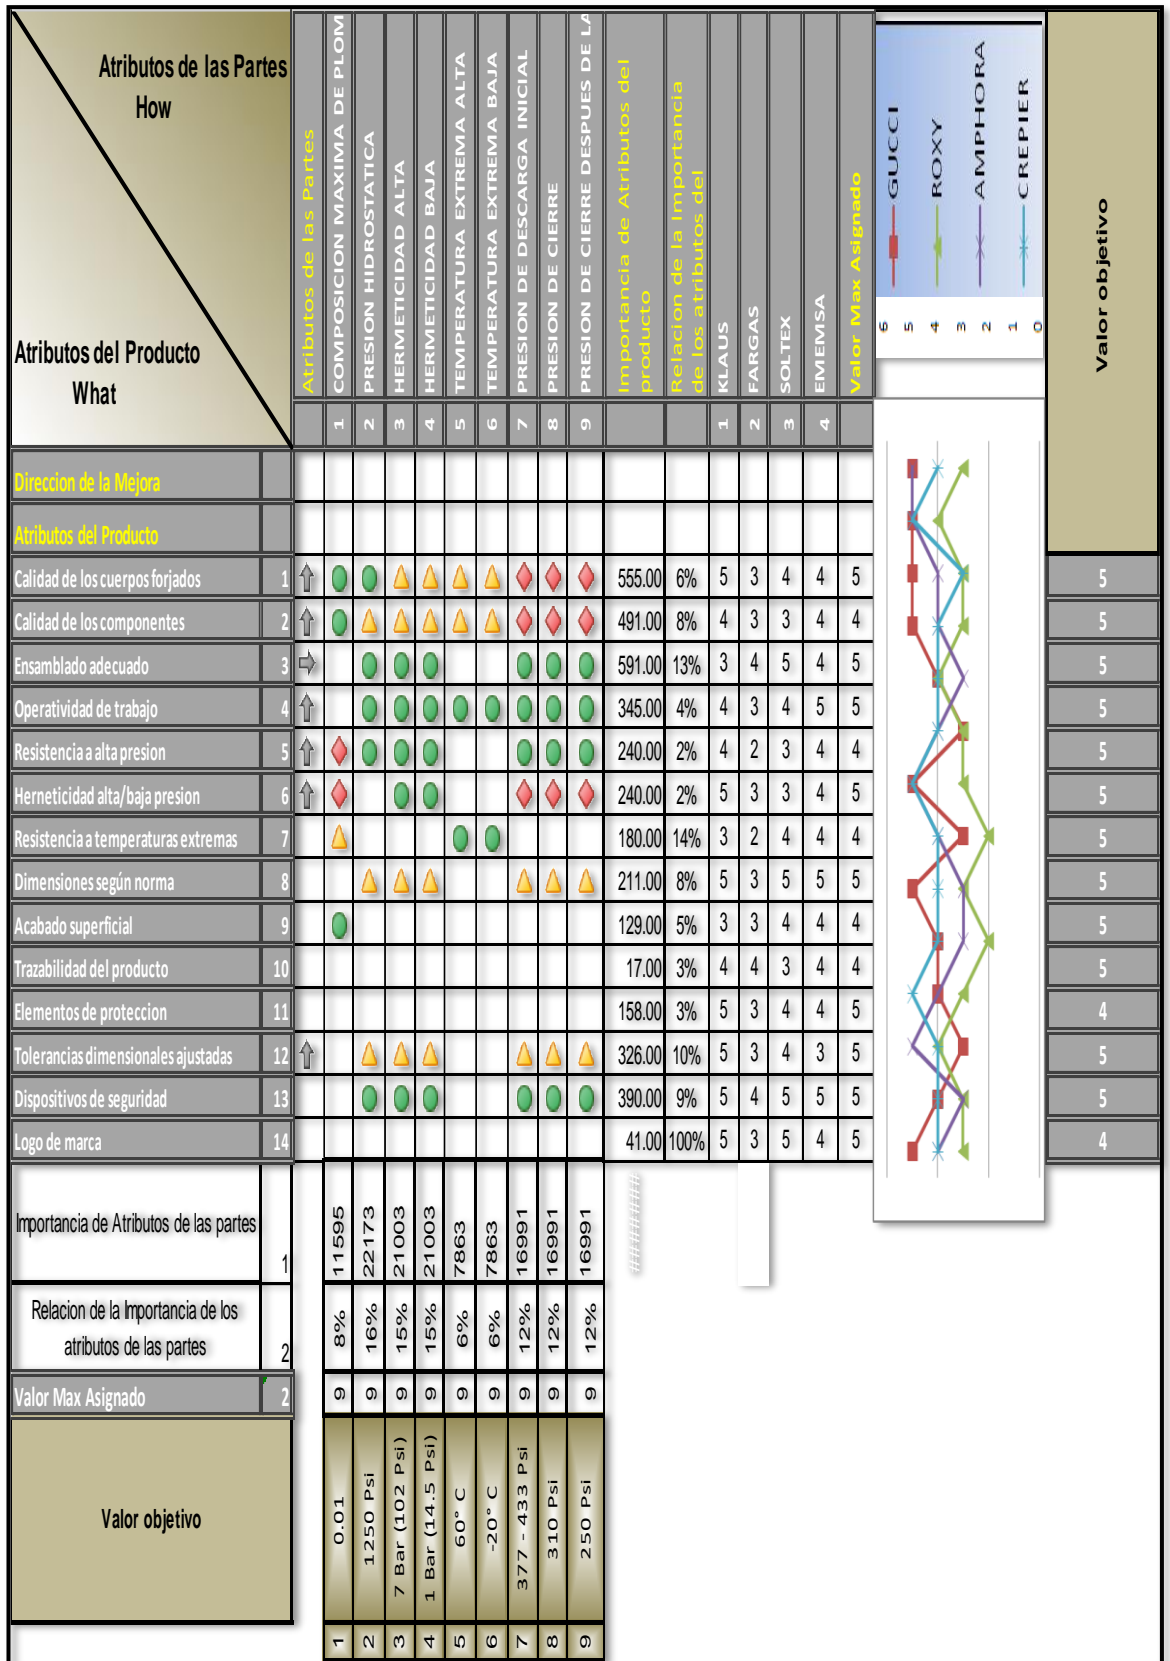 Atributos de las Partes
How
Atributos del Producto
What
Atributos de las Partes
COMPOSICION MAXIMA DE PLOM 1
PRESION HIDROSTATICA 2
HERMETICIDAD ALTA 3
HERMETICIDAD BAJA 4
TEMPERATURA EXTREMA ALTA 5
TEMPERATURA EXTREMA BAJA 6
PRESION DE DESCARGA INICIAL 7
PRESION DE CIERRE 8
PRESION DE CIERRE DESPUES DE LA 9
Importancia de Atributos del
producto
Relacion de la Importancia
de los atributos del
KLAUS 1
FARGAS 2
SOLTEX 3
EMEMSA 4
Valor Max Asignado
GUCCI
ROXY
AMPHORA
CREPIER
6 5 4 3 2 1 0
Valor objetivo
Direccion de la Mejora
Atributos del Producto
Calidad de los cuerpos forjados 1 555.00 6% 5 3 4 4 5 5
Calidad de los componentes 2 491.00 8% 4 3 3 4 4 5
Ensamblado adecuado 3 591.00 13% 3 4 5 4 5 5
Operatividad de trabajo 4 345.00 4% 4 3 4 5 5 5
Resistencia a alta presion 5 240.00 2% 4 2 3 4 4 5
Herneticidad alta/baja presion 6 240.00 2% 5 3 3 4 5 5
Resistencia a temperaturas extremas 7 180.00 14% 3 2 4 4 4 5
Dimensiones según norma 8 211.00 8% 5 3 5 5 5 5
Acabado superficial 9 129.00 5% 3 3 4 4 4 5
Trazabilidad del producto 10 17.00 3% 4 4 3 4 4 5
Elementos de proteccion 11 158.00 3% 5 3 4 4 5 4
Tolerancias dimensionales ajustadas 12 326.00 10% 5 3 4 3 5 5
Dispositivos de seguridad 13 390.00 9% 5 4 5 5 5 5
Logo de marca 14 41.00 100% 5 3 5 4 5 4
Importancia de Atributos de las partes 1 11595 22173 21003 21003 7863 7863 16991 16991 16991
Relacion de la Importancia de los
atributos de las partes 2 8% 16% 15% 15% 6% 6% 12% 12% 12%
Valor Max Asignado 2 9 9 9 9 9 9 9 9 9
Valor objetivo 0.01 1250 Psi 7 Bar (102 Psi) 1 Bar (14.5 Psi) 60° C -20° C 377 - 433 Psi 310 Psi 250 Psi
1 2 3 4 5 6 7 8 9